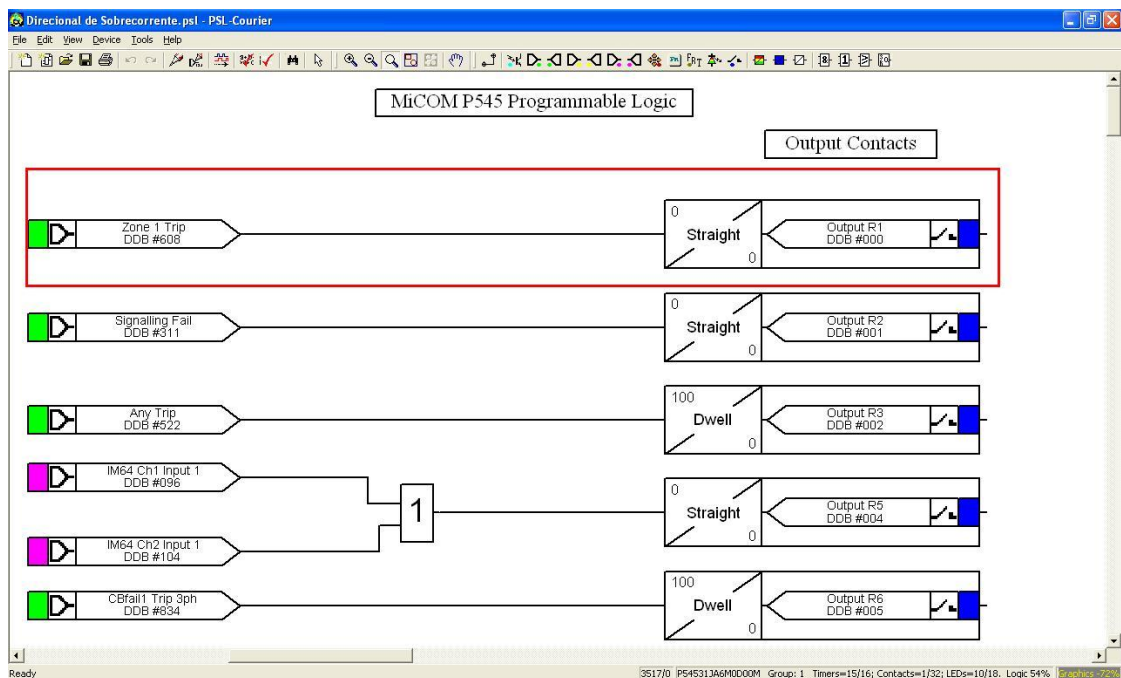 Direcional de Sobrecorrente.psl - PSL-Courier
File Edit View Device Tools Help
MiCOM P545 Programmable Logic
Output Contacts
Zone 1 Trip
DDB #608
0
Straight
0
Output R1
DDB #000
Signalling Fail
DDB #311
0
Straight
0
Output R2
DDB #001
Any Trip
DDB #522
100
Dwell
0
Output R3
DDB #002
IM64 Ch1 Input 1
DDB #096
IM64 Ch2 Input 1
DDB #104
1
0
Straight
0
Output R5
DDB #004
CBfail1 Trip 3ph
DDB #834
100
Dwell
0
Output R6
DDB #005
Ready
3517/0 P54531JA6M0D00M Group: 1 Timers=15/16; Contacts=1/32; LEDs=10/18. Logic 54% Graphics -72%